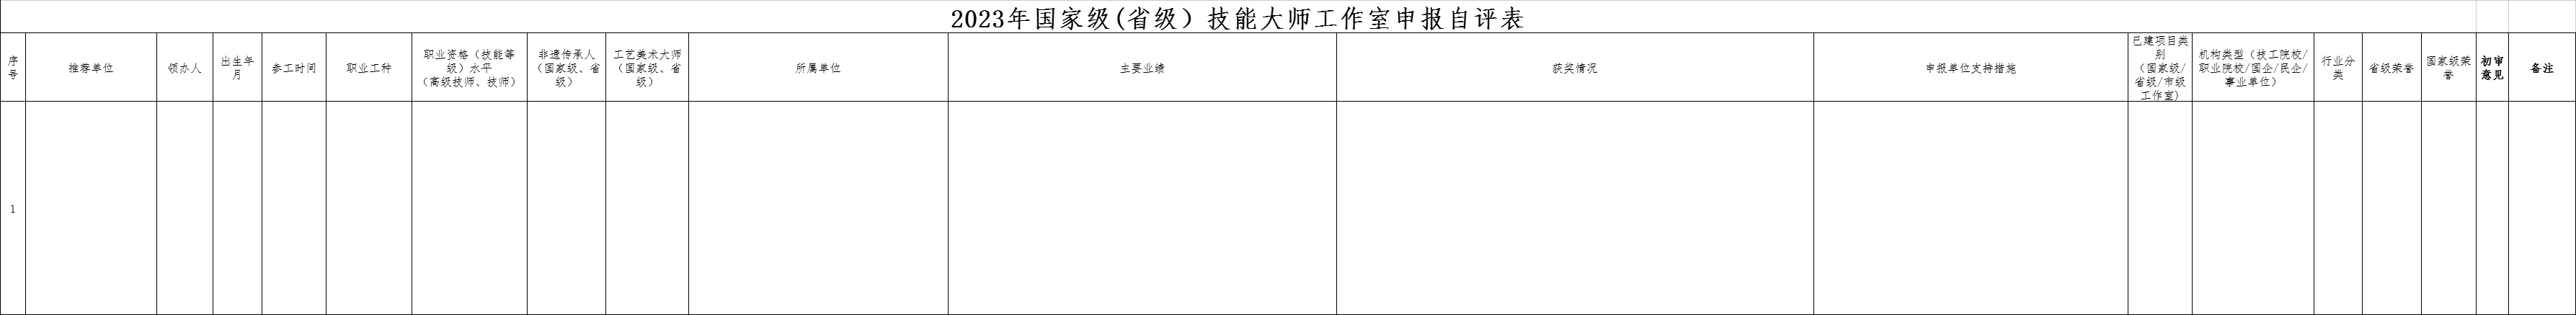 2023年国家级(省级）技能大师工作室申报自评表
序
号
推荐单位
领办人
出生年
月
参工时间
职业工种
职业资格（技能等
级）水平
（高级技师、技师）
非遗传承人
（国家级、省
级）
工艺美术大师
（国家级、省
级）
所属单位
主要业绩
获奖情况
申报单位支持措施
已建项目类
别
（国家级/
省级/市级
工作室)
机构类型（技工院校/
职业院校/国企/民企/
事业单位）
行业分
类
省级荣誉
国家级荣
誉
初审
意见
备注
1